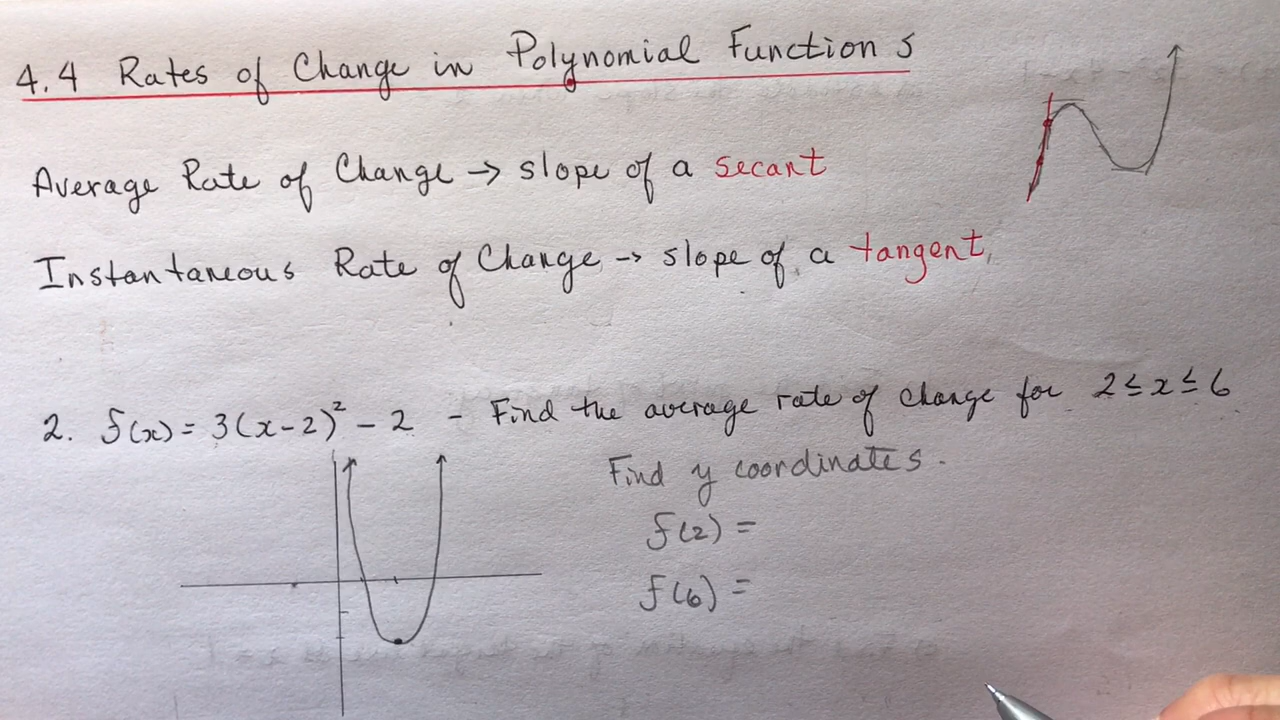 4.4 Rates of Change in Polynomial Functions
Average Rate of Change → slope of a secant
Instantaneous Rate of Change → slope of a tangent
2. f(x) = 3(x-2)² - 2 - Find the average rate of change for 2 ≤ x ≤ 6
Find y coordinates.
f(2) =
f(6) =